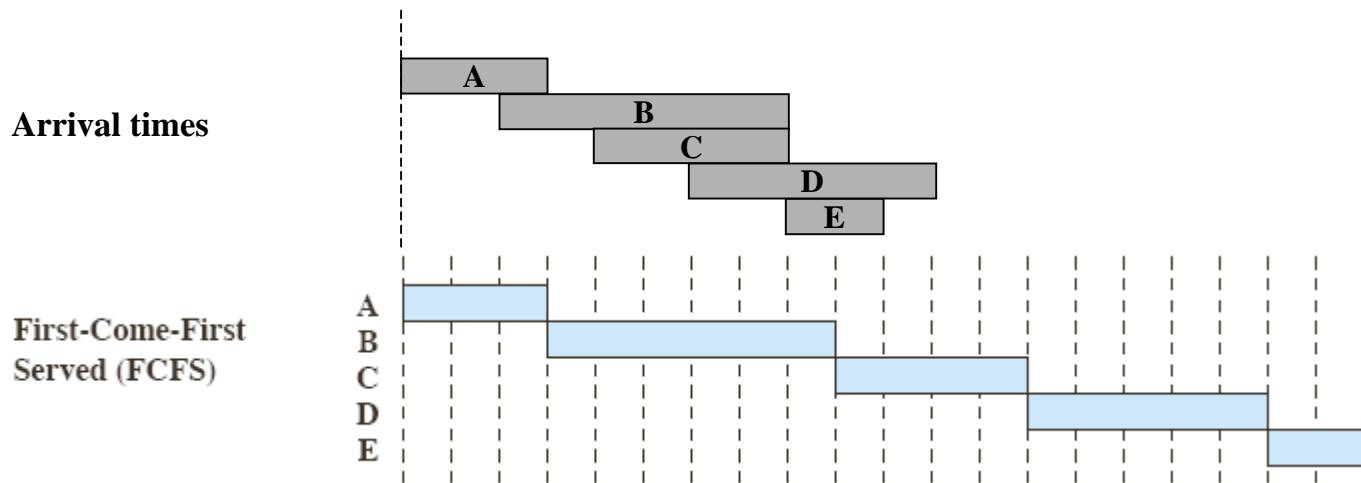 A
B
Arrival times
C
D
E
A
First-Come-First
B
Served (FCFS)
C
D
E